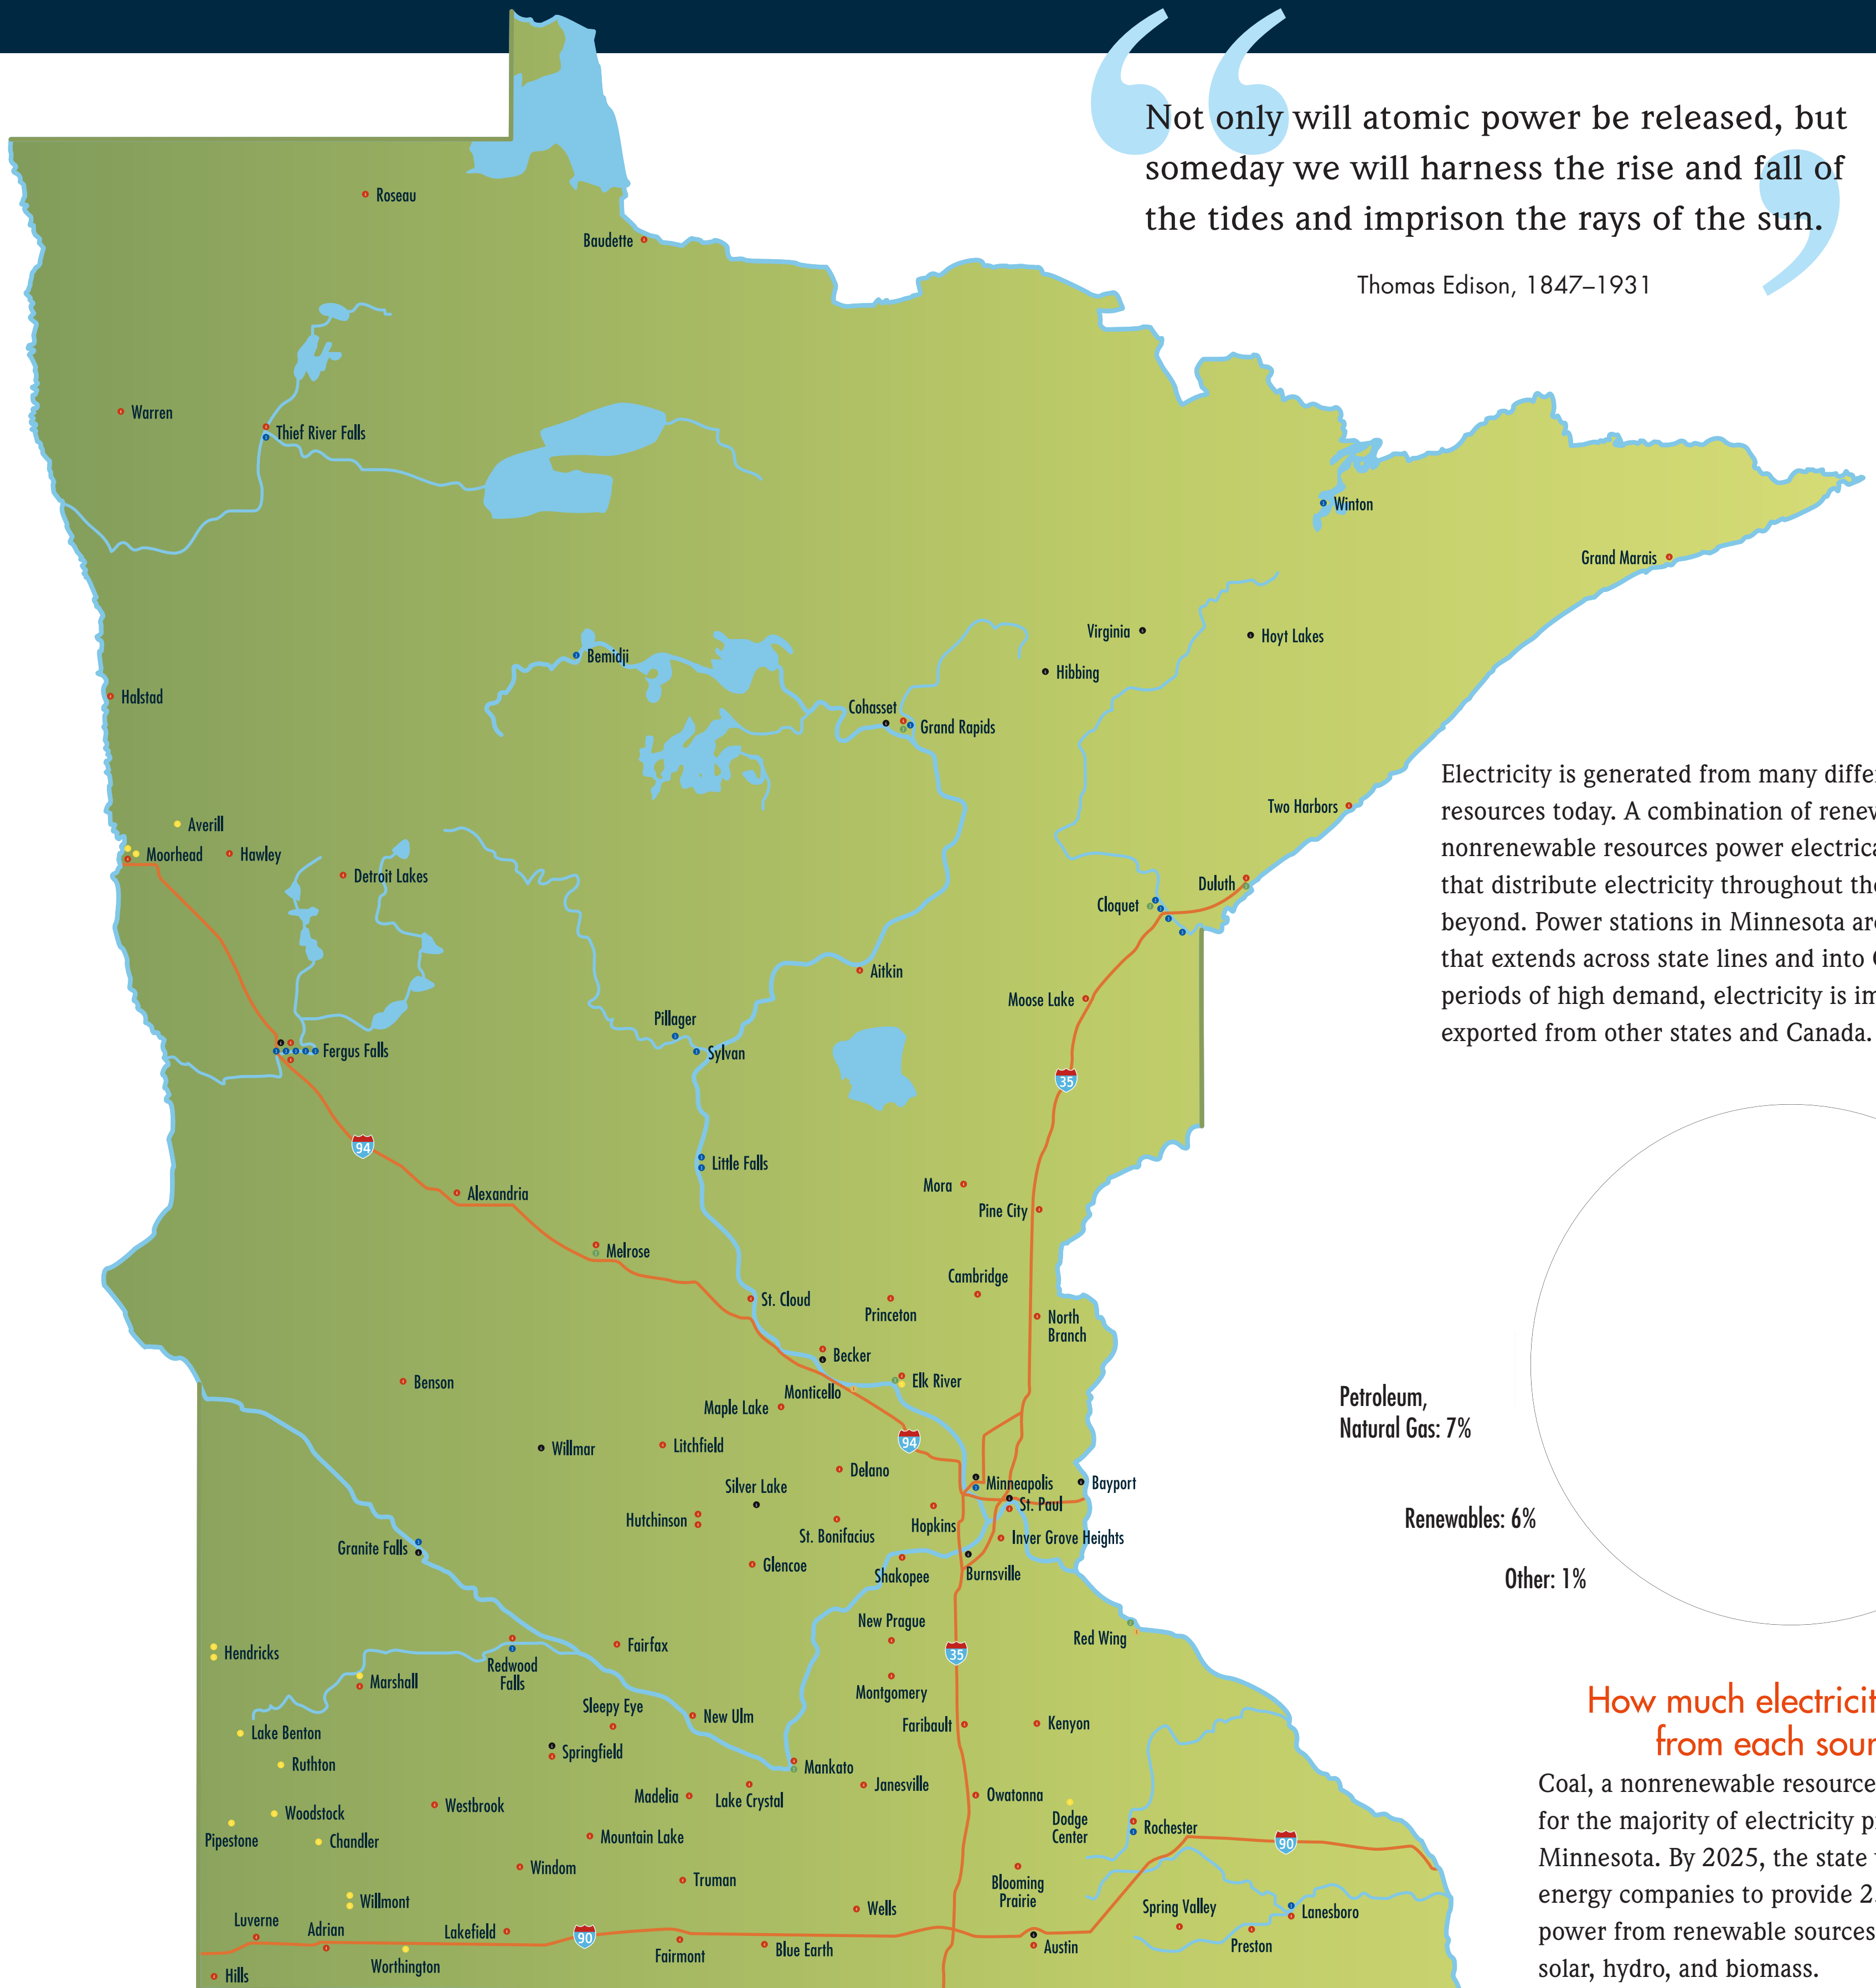 Not only will atomic power be released, but
someday we will harness the rise and fall of
the tides and imprison the rays of the sun.
Thomas Edison, 1847–1931
Roseau
Baudette
Warren
Thief River Falls
Winton
Grand Marais
Virginia
Hoyt Lakes
Bemidji
Hibbing
Halstad
Cohasset
Grand Rapids
Two Harbors
Averill
Moorhead
Hawley
Detroit Lakes
Duluth
Cloquet
Aitkin
Moose Lake
Pillager
Sylvan
Fergus Falls
35
94
Little Falls
Mora
Alexandria
Pine City
Melrose
Cambridge
St. Cloud
Princeton
North
Branch
Becker
Benson
Monticello
Elk River
Maple Lake
94
Willmar
Litchfield
Delano
Silver Lake
Minneapolis
Bayport
St. Paul
Hutchinson
St. Bonifacius
Hopkins
Inver Grove Heights
Granite Falls
Glencoe
Shakopee
Burnsville
New Prague
Red Wing
Hendricks
Redwood
Falls
Fairfax
35
Marshall
Montgomery
Sleepy Eye
New Ulm
Faribault
Kenyon
Lake Benton
Springfield
Ruthton
Mankato
Janesville
Madelia
Lake Crystal
Owatonna
Woodstock
Westbrook
Dodge
Center
Rochester
Pipestone
Chandler
Mountain Lake
90
Windom
Truman
Blooming
Prairie
Willmont
Wells
Spring Valley
Lanesboro
Luverne
Adrian
Lakefield
90
Fairmont
Blue Earth
Austin
Preston
Worthington
Hills
Electricity is generated from many
resources today. A combination of
nonrenewable resources power
that distribute electricity throughout
beyond. Power stations in Minnesota
that extends across state lines and into
periods of high demand, electricity is
exported from other states and Canada.
Petroleum,
Natural Gas: 7%
Renewables: 6%
Other: 1%
How much
from each
Coal, a nonrenewable
for the majority of electricity
Minnesota. By 2025, the state
energy companies to provide
power from renewable sources
solar, hydro, and biomass.